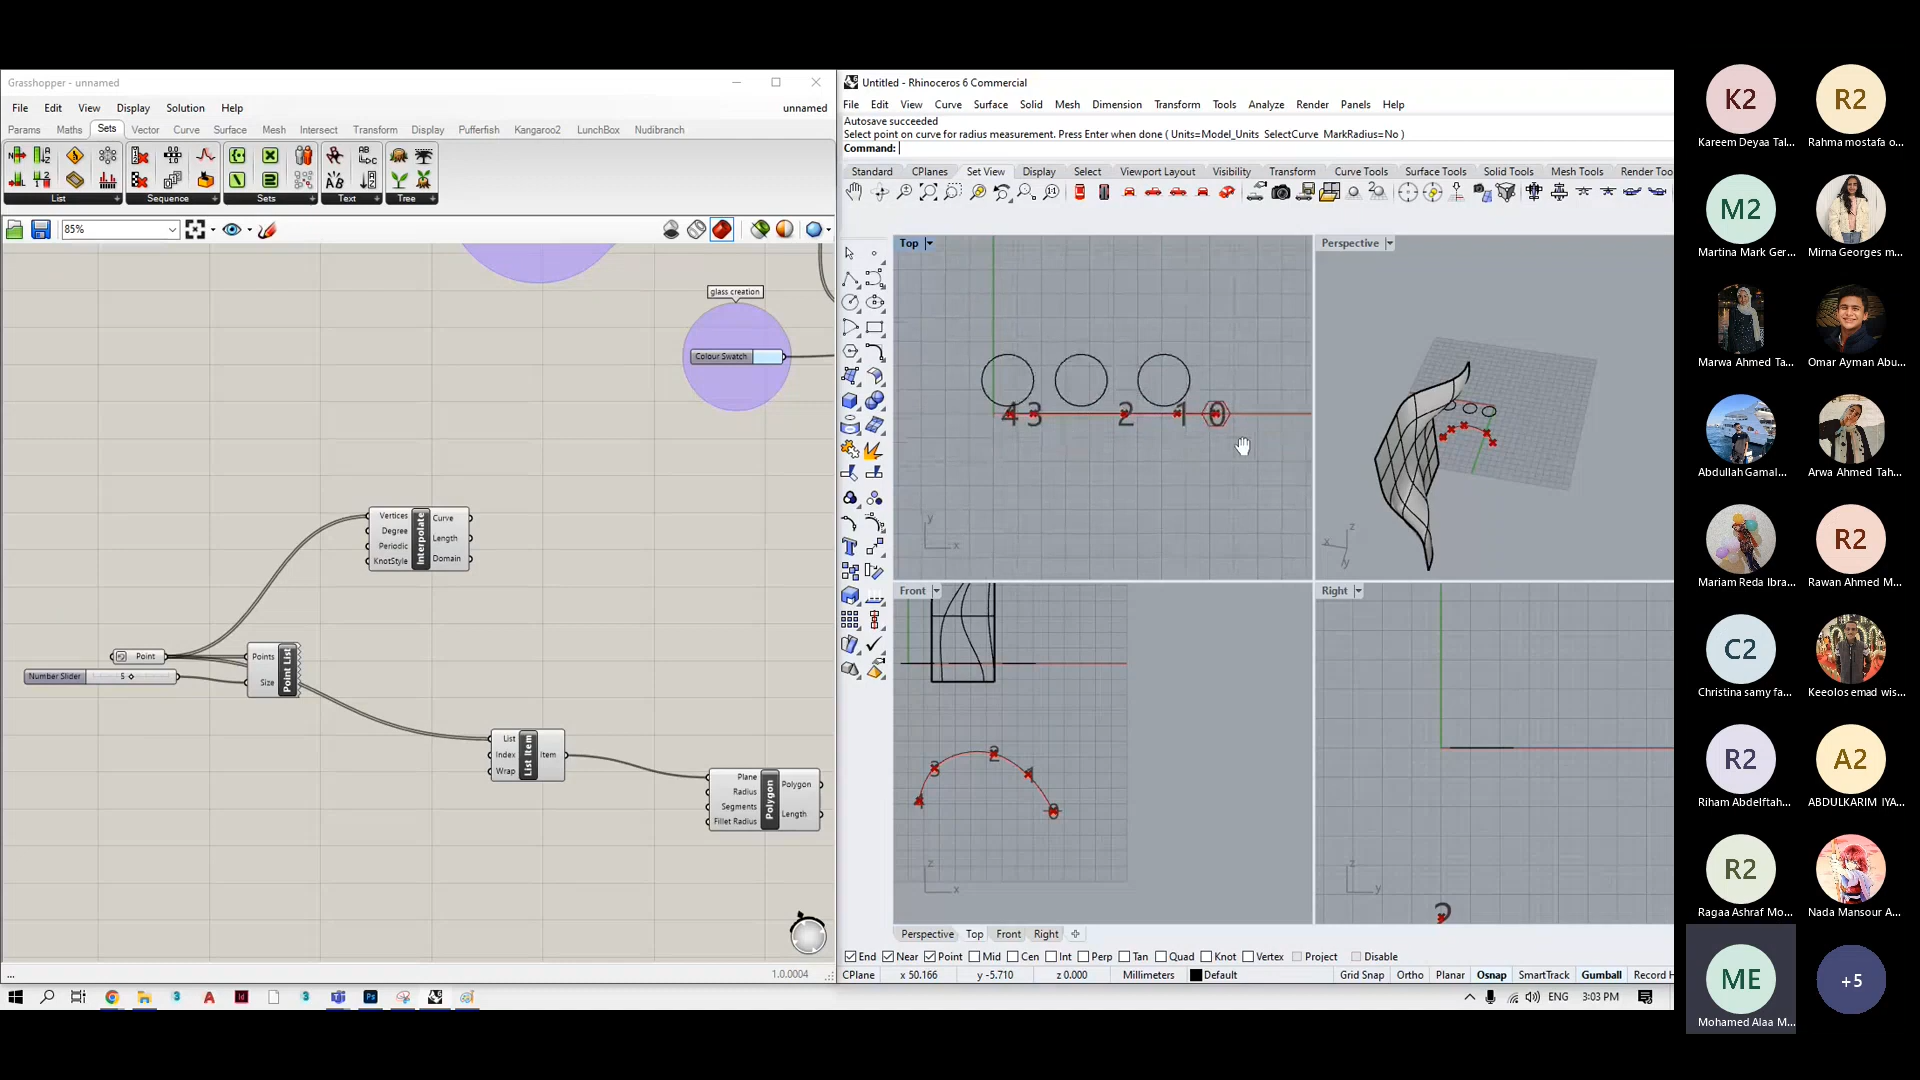 Grasshopper - unnamed
File Edit View Display Solution Help
unnamed
Params Maths Sets Vector Curve Surface Mesh Intersect Transform Display Pufferfish Kangaroo2 LunchBox Nudibranch
List Sequence Sets Text Tree
85%
glass creation
Colour Swatch
Vertices
Degree
Periodic
KnotStyle
Interpolate
Curve
Length
Domain
Point
Number Slider
5
Points
Size
Point List
List
Index
Wrap
List Item
Item
Plane
Radius
Segments
Fillet Radius
Polygon
Polygon
Length
...
1.0.0004
Untitled - Rhinoceros 6 Commercial
File Edit View Curve Surface Solid Mesh Dimension Transform Tools Analyze Render Panels Help
Autosave succeeded
Select point on curve for radius measurement. Press Enter when done ( Units=Model_Units SelectCurve MarkRadius=No )
Command:
Standard CPlanes Set View Display Select Viewport Layout Visibility Transform Curve Tools Surface Tools Solid Tools Mesh Tools Render Too
Top
4 3 2 1 0
y
x
Perspective
z
x
y
Front
3 2 1
4 0
z
x
Right
z
y
2
Perspective Top Front Right
End Near Point Mid Cen Int Perp Tan Quad Knot Vertex Project Disable
CPlane x 50.166 y -5.710 z 0.000 Millimeters Default Grid Snap Ortho Planar Osnap SmartTrack Gumball Record H
ENG 3:03 PM
K2
Kareem Deyaa Tal...
R2
Rahma mostafa o...
M2
Martina Mark Ger...
Mirna Georges m...
Marwa Ahmed Ta...
Omar Ayman Abu...
Abdullah Gamal...
Arwa Ahmed Tah...
Mariam Reda Ibra...
R2
Rawan Ahmed M...
C2
Christina samy fa...
Keeolos emad wis...
R2
Riham Abdelftah...
A2
ABDULKARIM IYA...
R2
Ragaa Ashraf Mo...
Nada Mansour A...
ME
Mohamed Alaa M...
+5